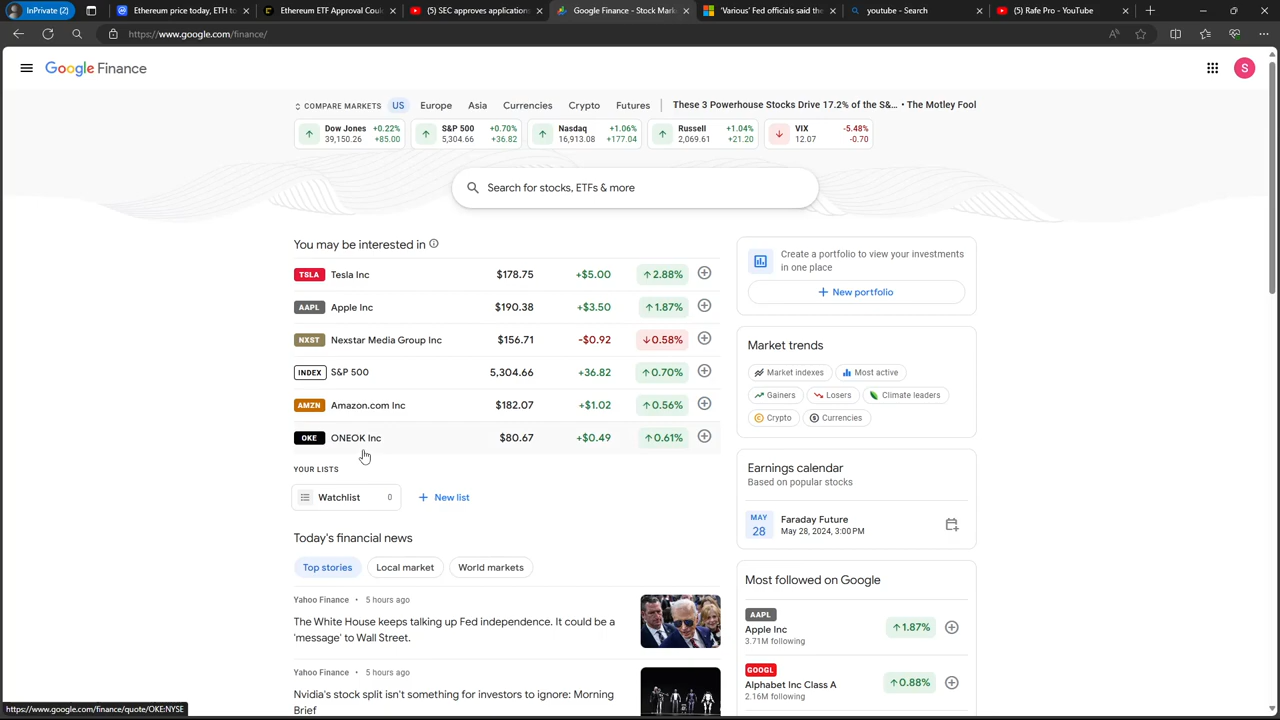 InPrivate (2)
Ethereum price today, ETH to
Ethereum ETF Approval Coul
(5) SEC approves application
Google Finance - Stock Mark
'Various' Fed officials said the
youtube - Search
(5) Rafe Pro - YouTube
https://www.google.com/finance/
Google Finance
S
COMPARE MARKETS
US
Europe
Asia
Currencies
Crypto
Futures
These 3 Powerhouse Stocks Drive 17.2% of the S&... • The Motley Fool
Dow Jones +0.22%
39,150.26 +85.00
S&P 500 +0.70%
5,304.66 +36.82
Nasdaq +1.06%
16,913.08 +177.04
Russell +1.04%
2,069.61 +21.20
VIX -5.48%
12.07 -0.70
Search for stocks, ETFs & more
You may be interested in
TSLA Tesla Inc $178.75 +$5.00 2.88%
AAPL Apple Inc $190.38 +$3.50 1.87%
NXST Nexstar Media Group Inc $156.71 -$0.92 0.58%
INDEX S&P 500 5,304.66 +36.82 0.70%
AMZN Amazon.com Inc $182.07 +$1.02 0.56%
OKE ONEOK Inc $80.67 +$0.49 0.61%
YOUR LISTS
Watchlist 0
New list
Today's financial news
Top stories
Local market
World markets
Yahoo Finance • 5 hours ago
The White House keeps talking up Fed independence. It could be a
'message' to Wall Street.
Yahoo Finance • 5 hours ago
Nvidia's stock split isn't something for investors to ignore: Morning
Brief
Create a portfolio to view your investments
in one place
New portfolio
Market trends
Market indexes
Most active
Gainers
Losers
Climate leaders
Crypto
Currencies
Earnings calendar
Based on popular stocks
MAY
28
Faraday Future
May 28, 2024, 3:00 PM
Most followed on Google
AAPL
Apple Inc
3.71M following
1.87%
GOOGL
Alphabet Inc Class A
2.16M following
0.88%
https://www.google.com/finance/quote/OKE:NYSE